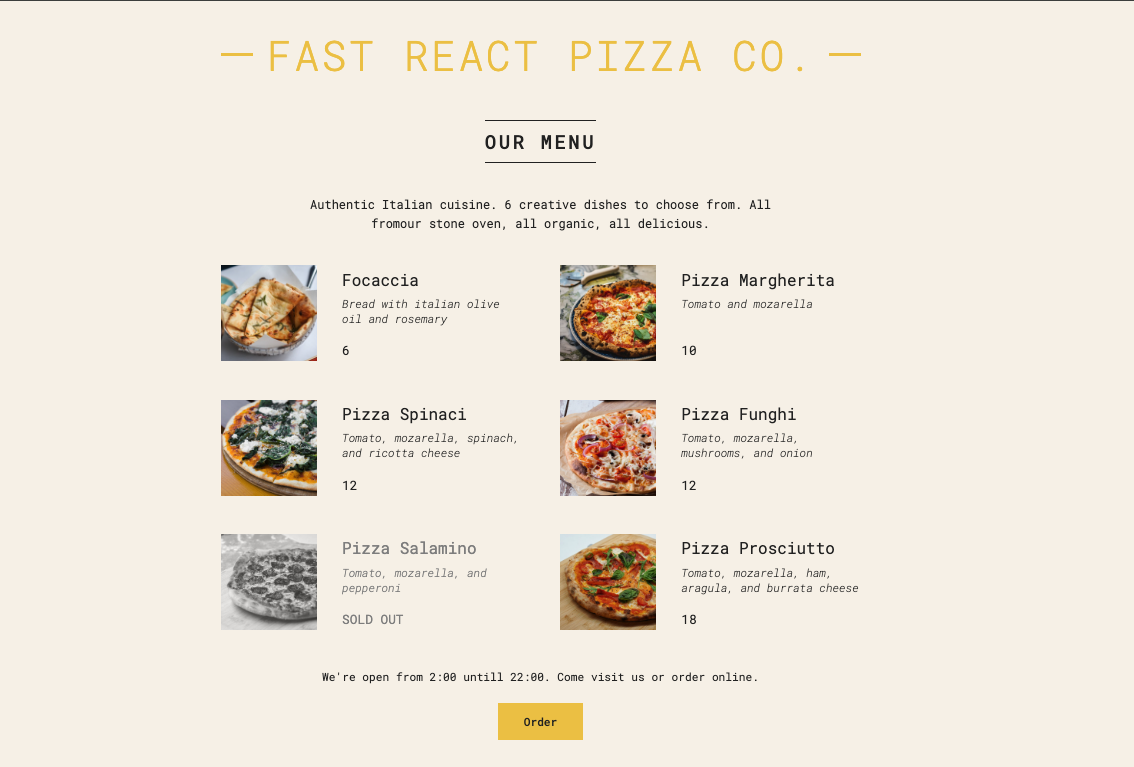 FAST REACT PIZZA CO.
OUR MENU
Authentic Italian cuisine. 6 creative dishes to choose from. All
fromour stone oven, all organic, all delicious.
Focaccia
Bread with italian olive
oil and rosemary
6
Pizza Margherita
Tomato and mozarella
10
Pizza Spinaci
Tomato, mozarella, spinach,
and ricotta cheese
12
Pizza Funghi
Tomato, mozarella,
mushrooms, and onion
12
Pizza Salamino
Tomato, mozarella, and
pepperoni
SOLD OUT
Pizza Prosciutto
Tomato, mozarella, ham,
aragula, and burrata cheese
18
We're open from 2:00 untill 22:00. Come visit us or order online.
Order